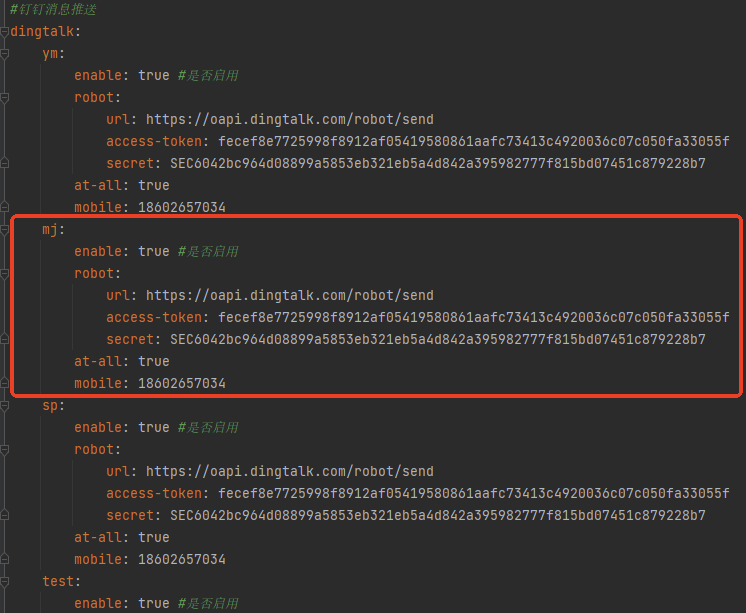 #钉钉消息推送
dingtalk:
ym:
enable: true #是否启用
robot:
url: https://oapi.dingtalk.com/robot/send
access-token: fecef8e7725998f8912af05419580861aafc73413c4920036c07c050fa33055f
secret: SEC6042bc964d08899a5853eb321eb5a4d842a395982777f815bd07451c879228b7
at-all: true
mobile: 18602657034
mj:
enable: true #是否启用
robot:
url: https://oapi.dingtalk.com/robot/send
access-token: fecef8e7725998f8912af05419580861aafc73413c4920036c07c050fa33055f
secret: SEC6042bc964d08899a5853eb321eb5a4d842a395982777f815bd07451c879228b7
at-all: true
mobile: 18602657034
sp:
enable: true #是否启用
robot:
url: https://oapi.dingtalk.com/robot/send
access-token: fecef8e7725998f8912af05419580861aafc73413c4920036c07c050fa33055f
secret: SEC6042bc964d08899a5853eb321eb5a4d842a395982777f815bd07451c879228b7
at-all: true
mobile: 18602657034
test:
enable: true #是否启用